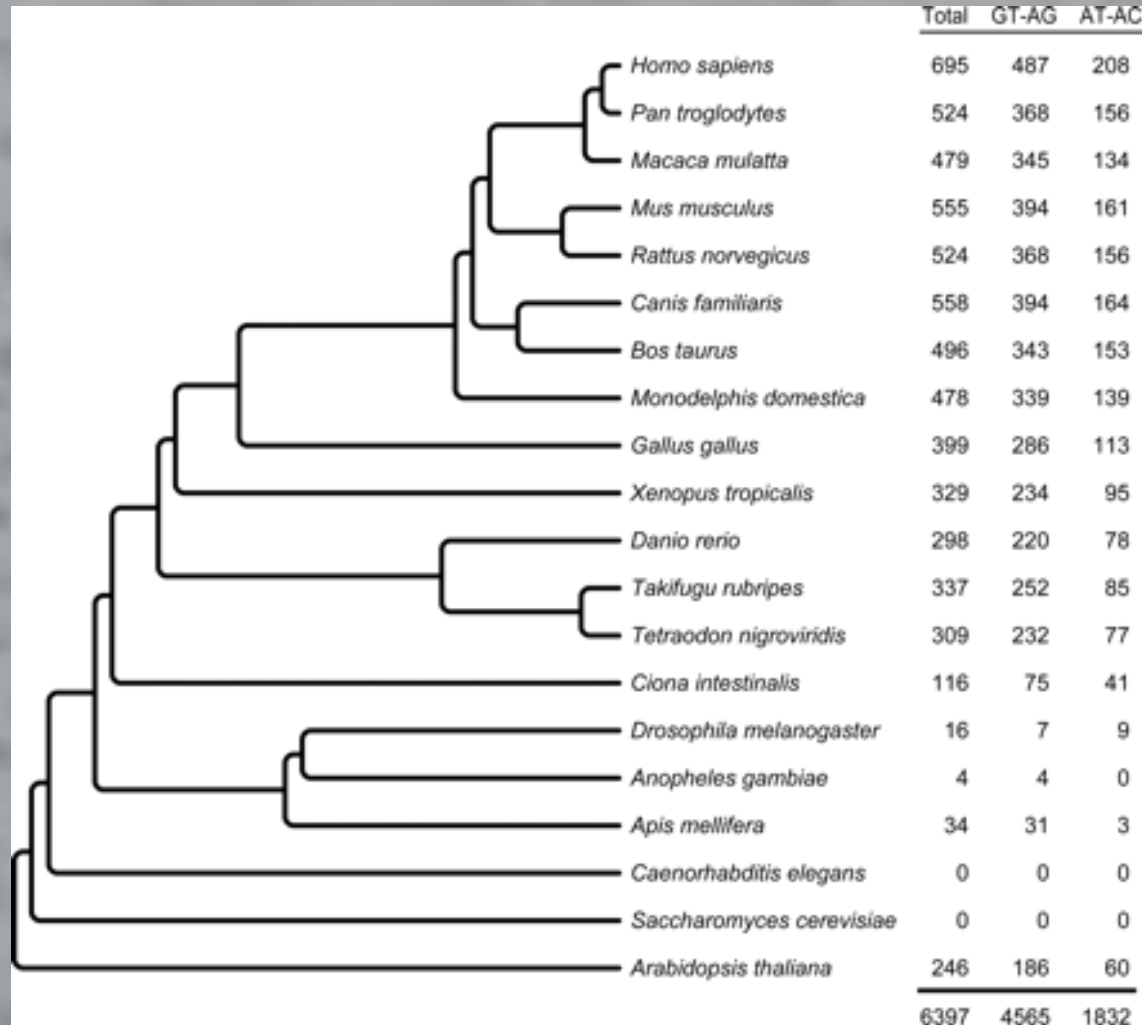 Total GT-AG AT-AC
Homo sapiens 695 487 208
Pan troglodytes 524 368 156
Macaca mulatta 479 345 134
Mus musculus 555 394 161
Rattus norvegicus 524 368 156
Canis familiaris 558 394 164
Bos taurus 496 343 153
Monodelphis domestica 478 339 139
Gallus gallus 399 286 113
Xenopus tropicalis 329 234 95
Danio rerio 298 220 78
Takifugu rubripes 337 252 85
Tetraodon nigroviridis 309 232 77
Ciona intestinalis 116 75 41
Drosophila melanogaster 16 7 9
Anopheles gambiae 4 4 0
Apis mellifera 34 31 3
Caenorhabditis elegans 0 0 0
Saccharomyces cerevisiae 0 0 0
Arabidopsis thaliana 246 186 60
6397 4565 1832